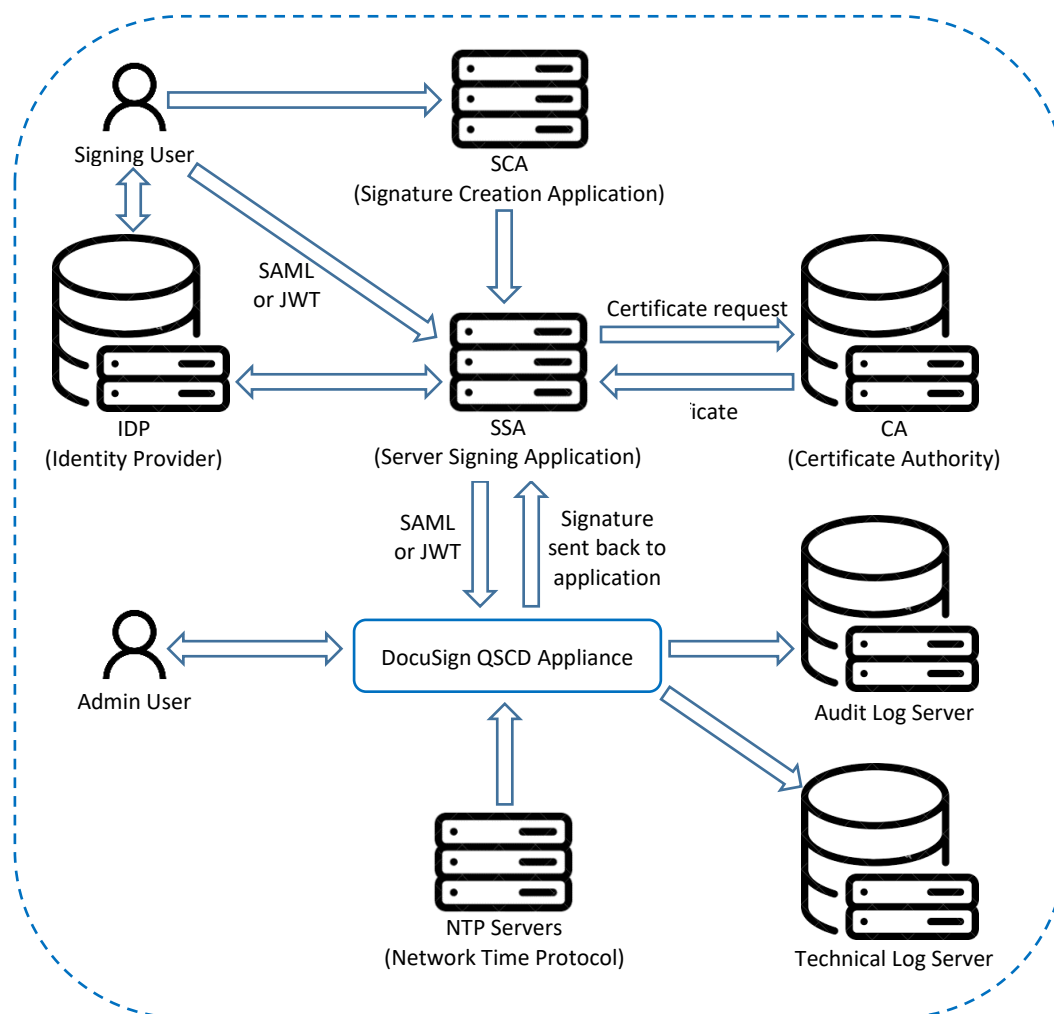 Signing User
SCA
(Signature Creation Application)
SAML
or JWT
Certificate request
IDP
(Identity Provider)
SSA
(Server Signing Application)
ificate
CA
(Certificate Authority)
SAML
or JWT
Signature
sent back to
application
Admin User
DocuSign QSCD Appliance
Audit Log Server
NTP Servers
(Network Time Protocol)
Technical Log Server